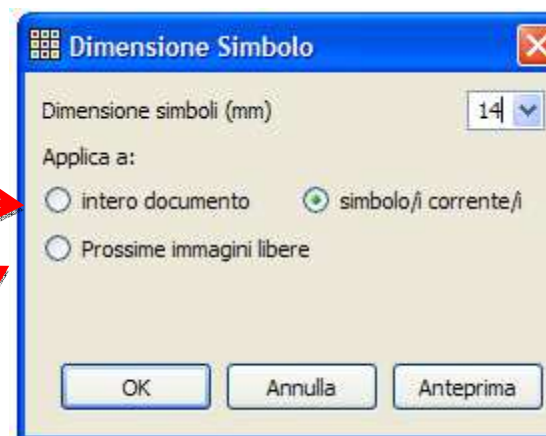 Dimensione Simbolo
Dimensione simboli (mm) 14
Applica a:
intero documento simbolo/i corrente/i
Prossime immagini libere
OK Annulla Anteprima